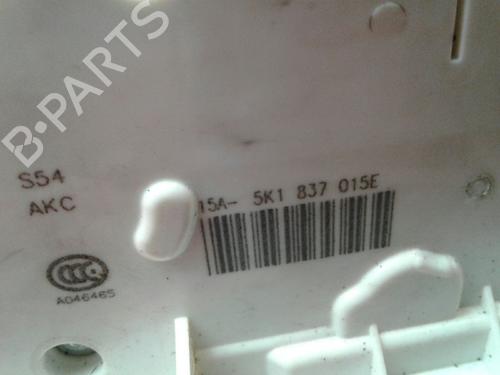 B-PARTS
S54
AKC
15A- 5K1 837 015E
CCC
A046465